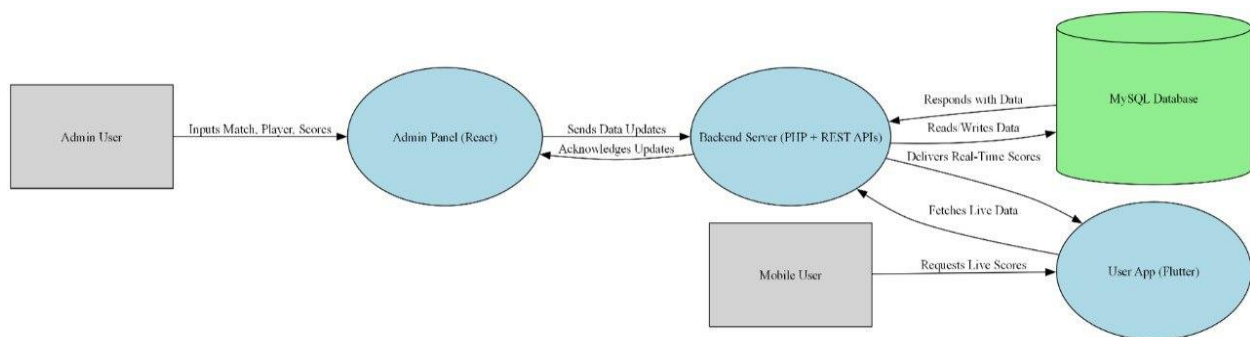 Admin User
Inputs Match, Player, Scores
Admin Panel (React)
Sends Data Updates
Acknowledges Updates
Backend Server (PHP + REST APIs)
Responds with Data
Reads/Writes Data
MySQL Database
Delivers Real-Time Scores
Fetches Live Data
Mobile User
Requests Live Scores
User App (Flutter)